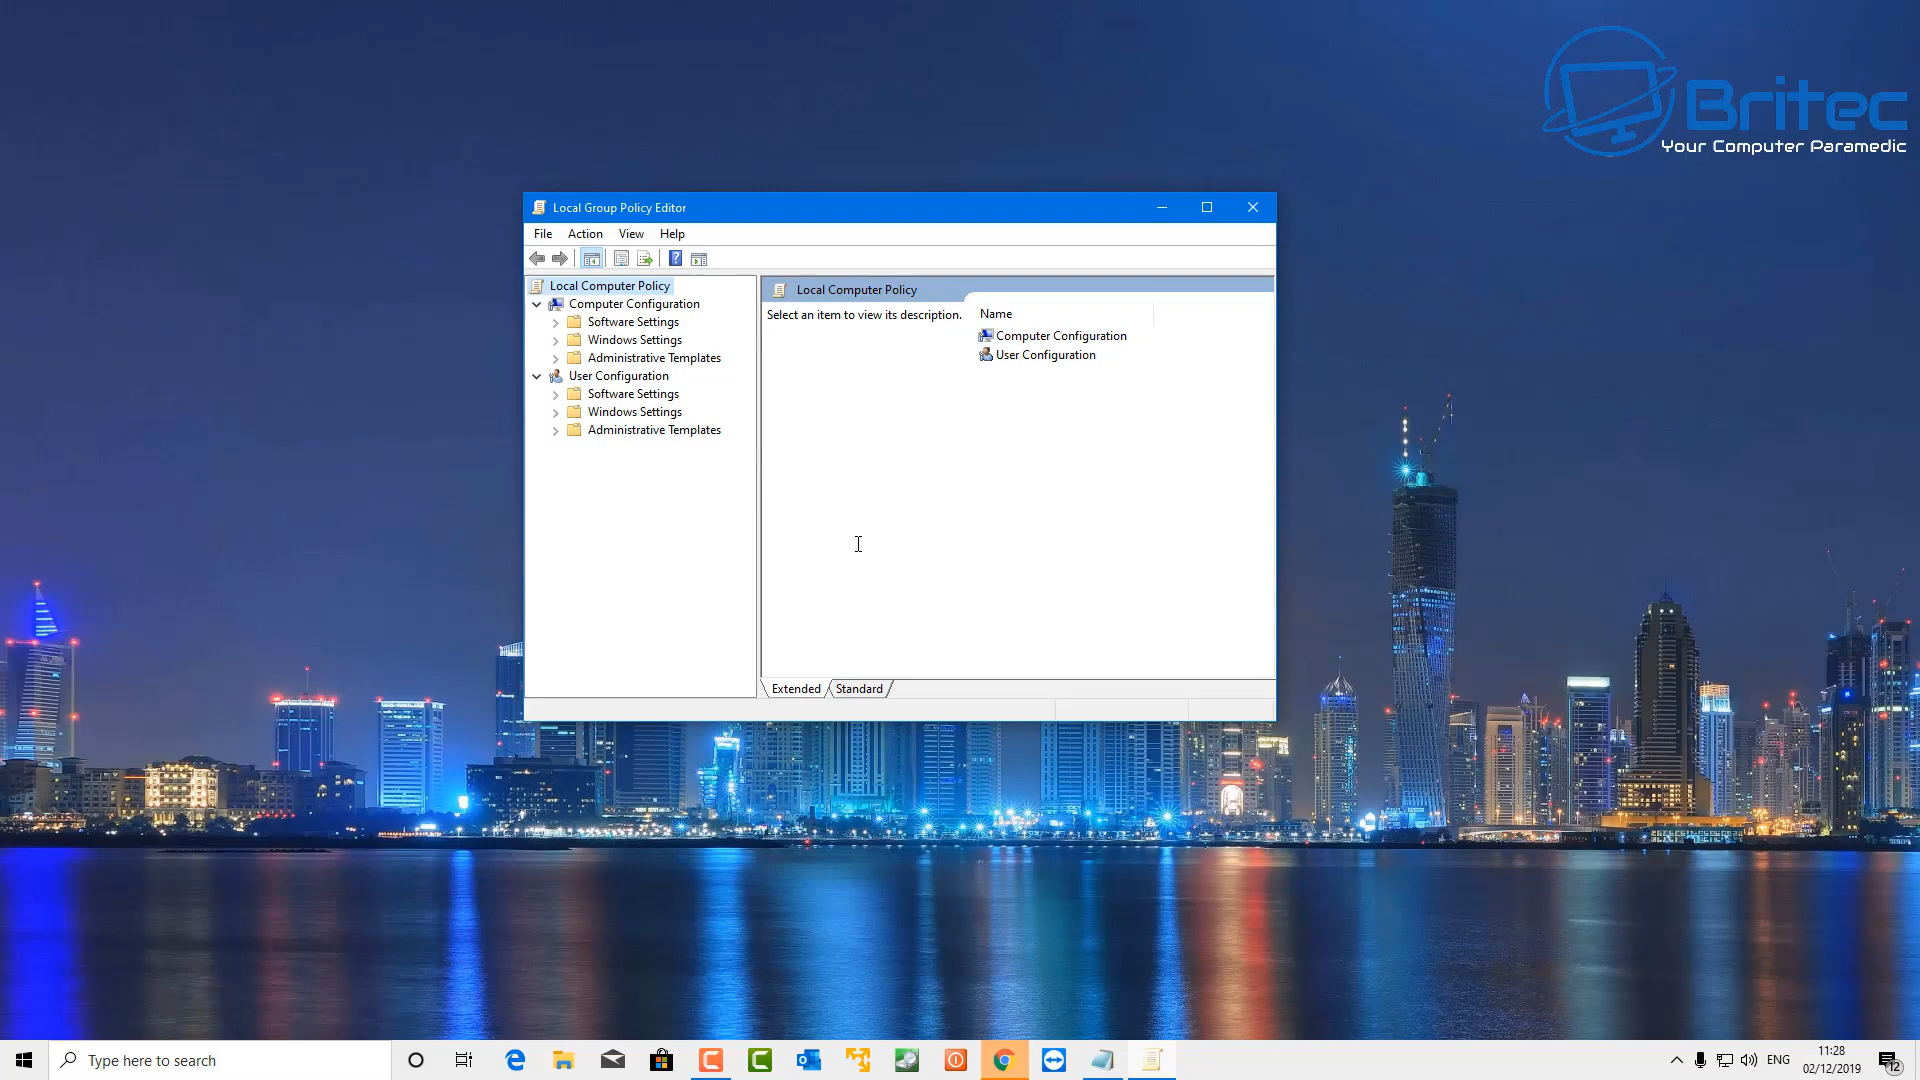 Britec
Your Computer Paramedic
Local Group Policy Editor
File Action View Help
Local Computer Policy
Computer Configuration
Software Settings
Windows Settings
Administrative Templates
User Configuration
Software Settings
Windows Settings
Administrative Templates
Local Computer Policy
Select an item to view its description.
Name
Computer Configuration
User Configuration
Extended Standard
Type here to search
ENG
11:28
02/12/2019
12